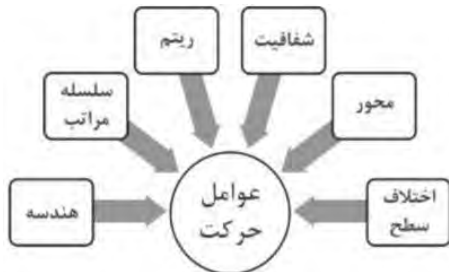 شفافیت
ریتم
محور
سلسله
مراتب
اختلاف
سطح
هندسه
عوامل
حرکت